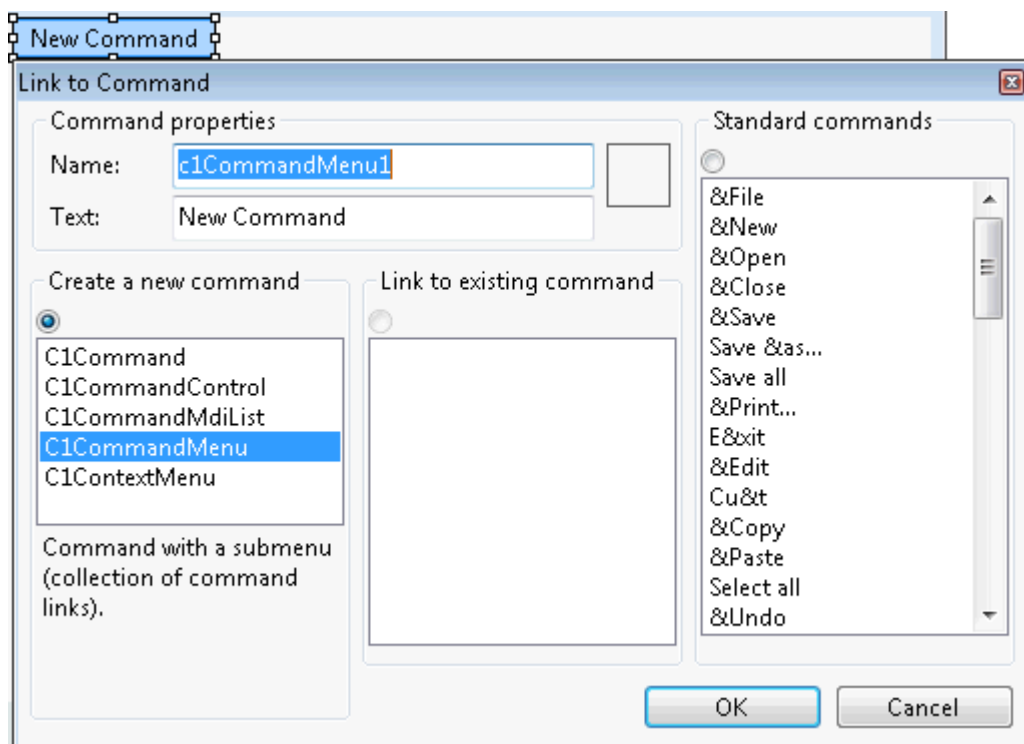 New Command
Link to Command
Command properties
Name:
c1CommandMenu1
Text:
New Command
Create a new command
C1Command
C1CommandControl
C1CommandMdiList
C1CommandMenu
C1ContextMenu
Command with a submenu
(collection of command
links).
Link to existing command
Standard commands
&File
&New
&Open
&Close
&Save
Save &as...
Save all
&Print...
E&xit
&Edit
Cu&t
&Copy
&Paste
Select all
&Undo
OK
Cancel